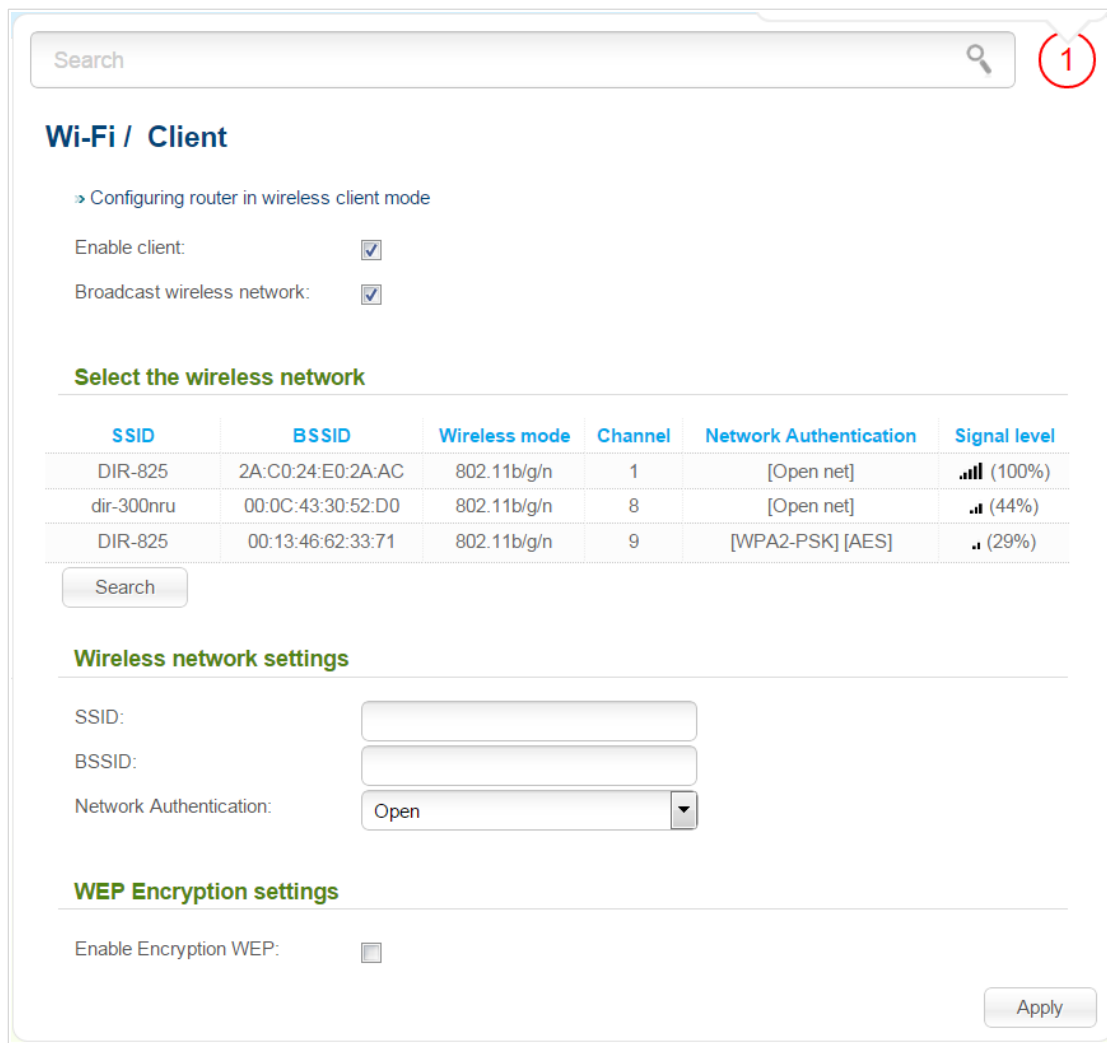 Search
1
Wi-Fi / Client
» Configuring router in wireless client mode
Enable client:
Broadcast wireless network:
Select the wireless network
SSID BSSID Wireless mode Channel Network Authentication Signal level
DIR-825 2A:C0:24:E0:2A:AC 802.11b/g/n 1 [Open net] (100%)
dir-300nru 00:0C:43:30:52:D0 802.11b/g/n 8 [Open net] (44%)
DIR-825 00:13:46:62:33:71 802.11b/g/n 9 [WPA2-PSK] [AES] (29%)
Search
Wireless network settings
SSID:
BSSID:
Network Authentication: Open
WEP Encryption settings
Enable Encryption WEP:
Apply